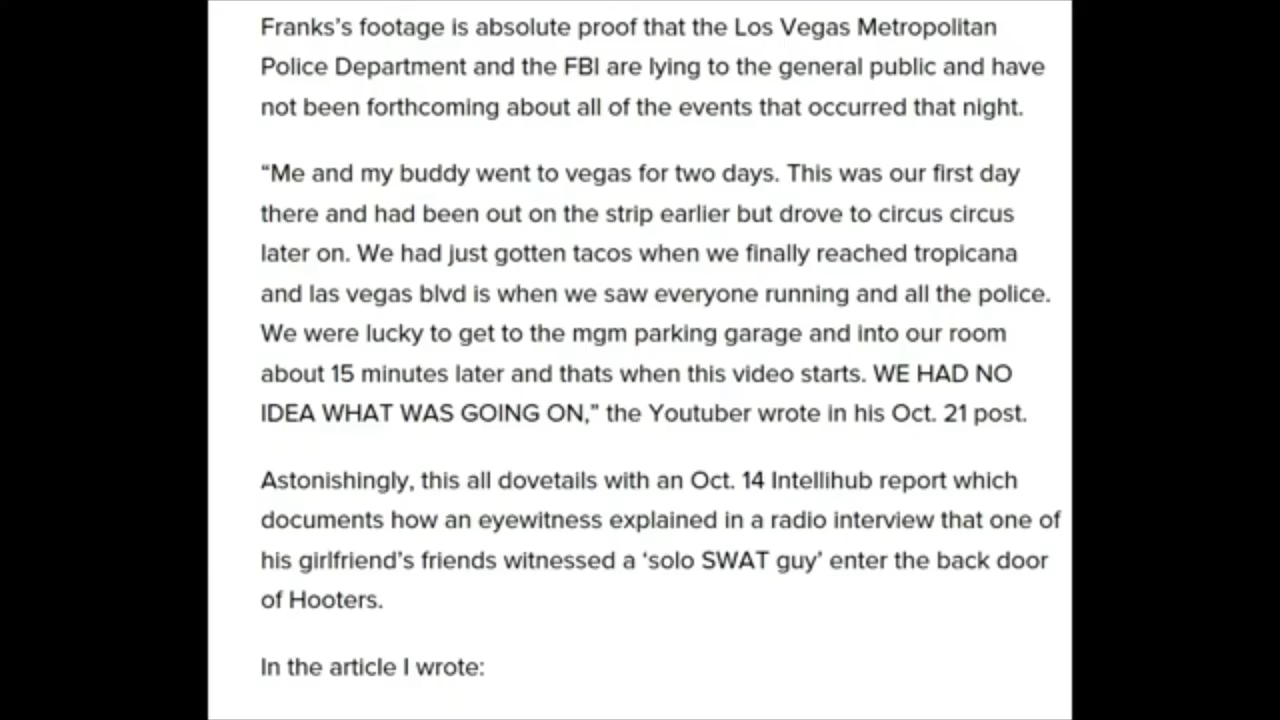 Franks’s footage is absolute proof that the Los Vegas Metropolitan
Police Department and the FBI are lying to the general public and have
not been forthcoming about all of the events that occurred that night.
“Me and my buddy went to vegas for two days. This was our first day
there and had been out on the strip earlier but drove to circus circus
later on. We had just gotten tacos when we finally reached tropicana
and las vegas blvd is when we saw everyone running and all the police.
We were lucky to get to the mgm parking garage and into our room
about 15 minutes later and thats when this video starts. WE HAD NO
IDEA WHAT WAS GOING ON,” the Youtuber wrote in his Oct. 21 post.
Astonishingly, this all dovetails with an Oct. 14 Intellihub report which
documents how an eyewitness explained in a radio interview that one of
his girlfriend’s friends witnessed a ‘solo SWAT guy’ enter the back door
of Hooters.
In the article I wrote: